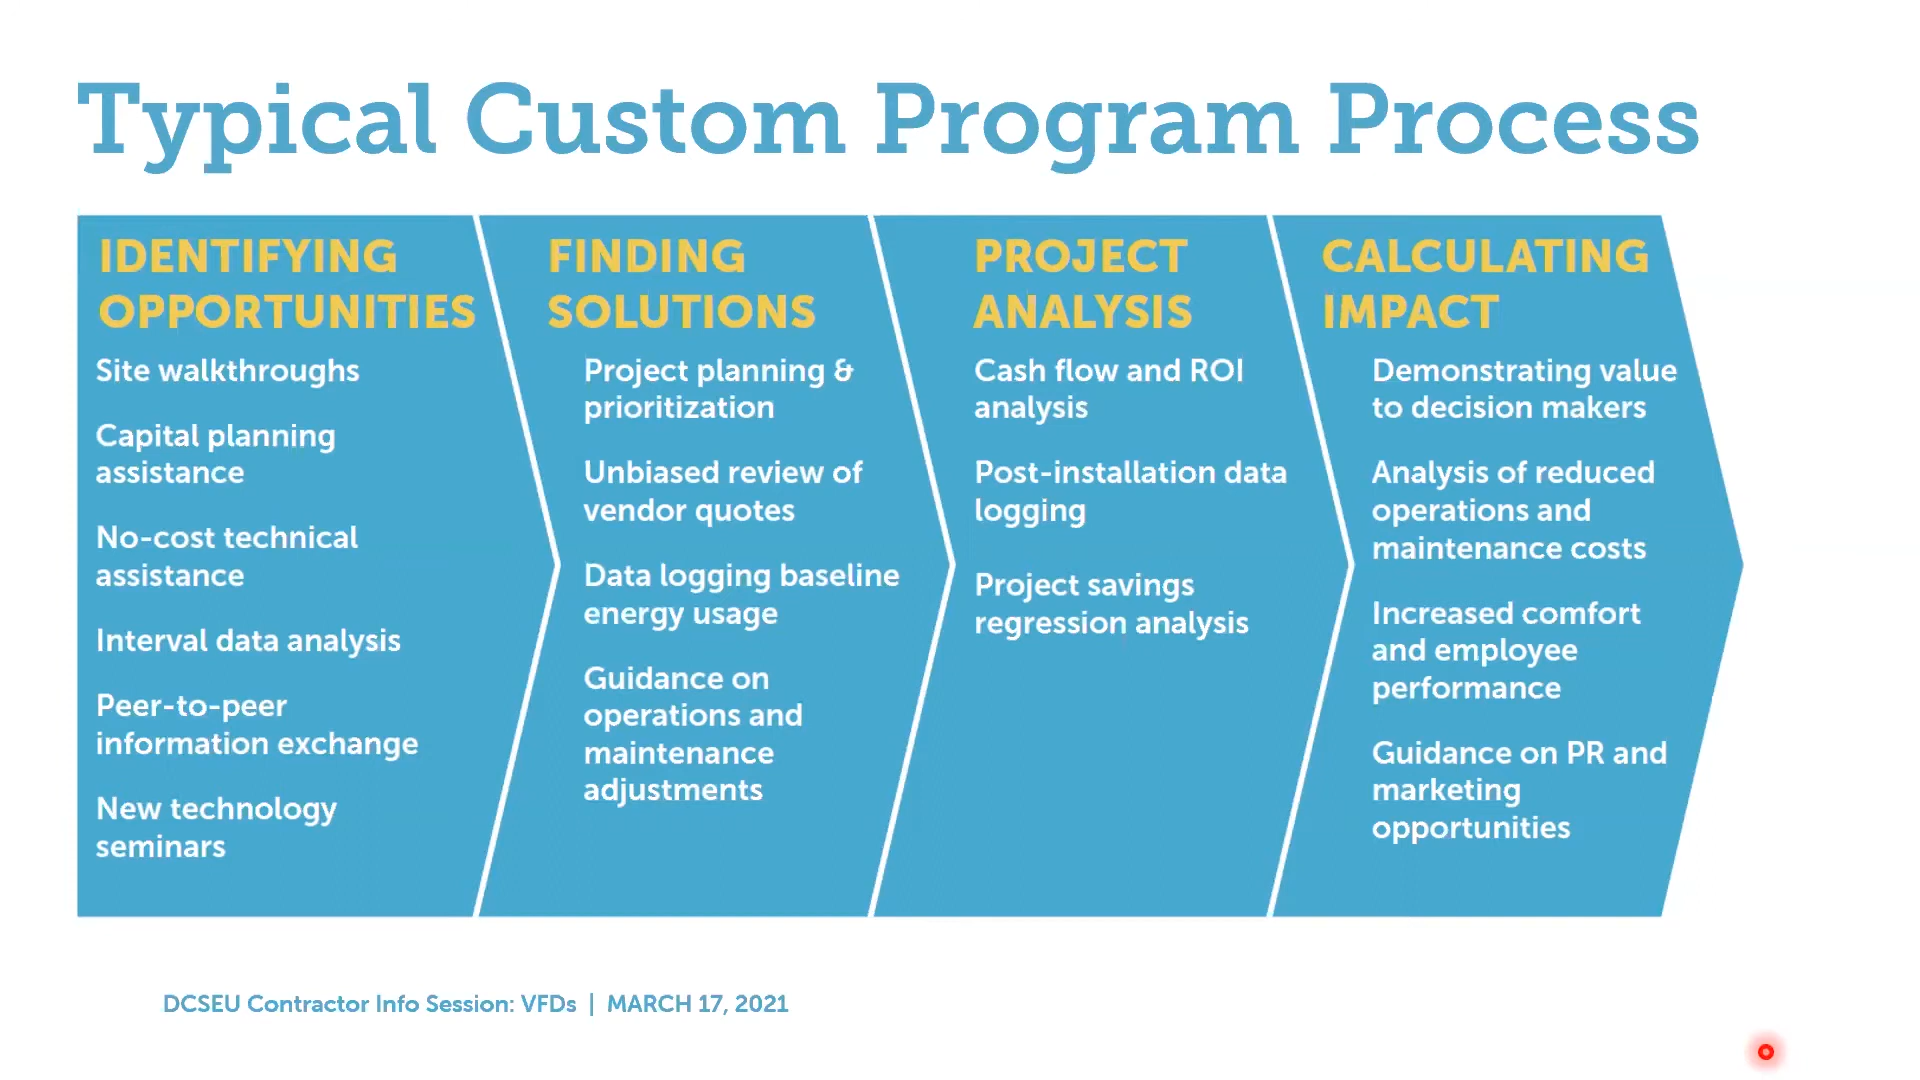 Typical Custom Program Process
IDENTIFYING
OPPORTUNITIES
Site walkthroughs
Capital planning
assistance
No-cost technical
assistance
Interval data analysis
Peer-to-peer
information exchange
New technology
seminars
FINDING
SOLUTIONS
Project planning &
prioritization
Unbiased review of
vendor quotes
Data logging baseline
energy usage
Guidance on
operations and
maintenance
adjustments
PROJECT
ANALYSIS
Cash flow and ROI
analysis
Post-installation data
logging
Project savings
regression analysis
CALCULATING
IMPACT
Demonstrating value
to decision makers
Analysis of reduced
operations and
maintenance costs
Increased comfort
and employee
performance
Guidance on PR and
marketing
opportunities
DCSEU Contractor Info Session: VFDs | MARCH 17, 2021